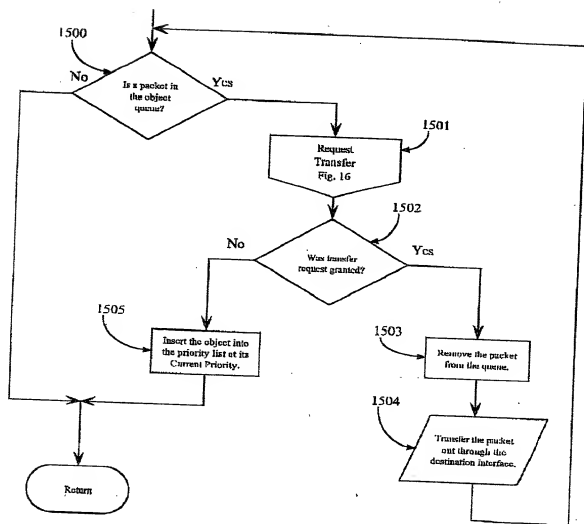 1500
No
Is a packet in
the object
queue?
Yes
1501
Request
Transfer
Fig. 16
1502
No
Was transfer
request granted?
Yes
1505
Insert the object into
the priority list at its
Current Priority.
1503
Remove the packet
from the queue.
1504
Transfer the packet
out through the
destination interface.
Return